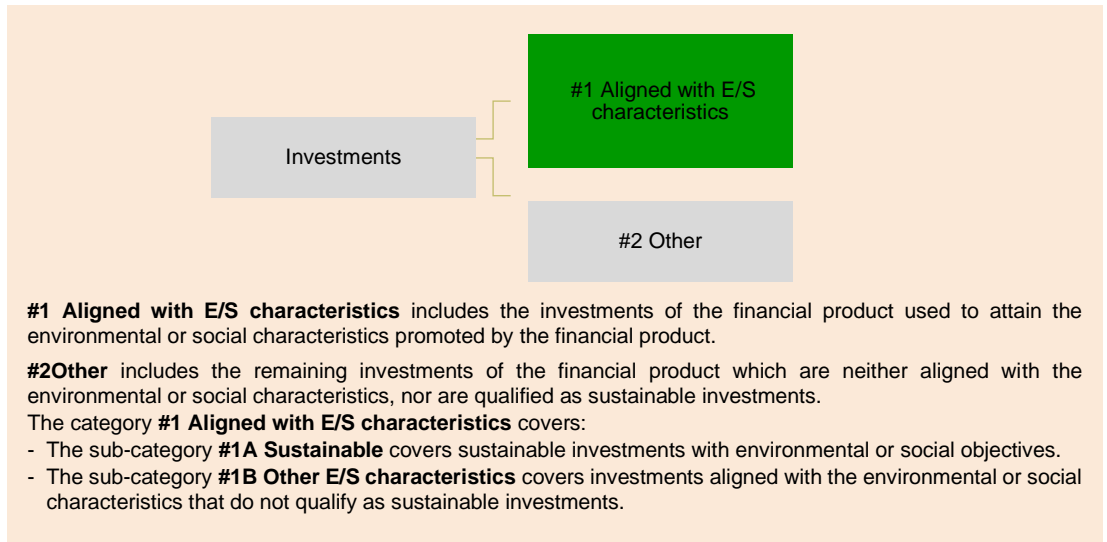 #1 Aligned with E/S
characteristics
Investments
#2 Other
#1 Aligned with E/S characteristics includes the investments of the financial product used to attain the
environmental or social characteristics promoted by the financial product.
#2Other includes the remaining investments of the financial product which are neither aligned with the
environmental or social characteristics, nor are qualified as sustainable investments.
The category #1 Aligned with E/S characteristics covers:
- The sub-category #1A Sustainable covers sustainable investments with environmental or social objectives.
- The sub-category #1B Other E/S characteristics covers investments aligned with the environmental or social
characteristics that do not qualify as sustainable investments.